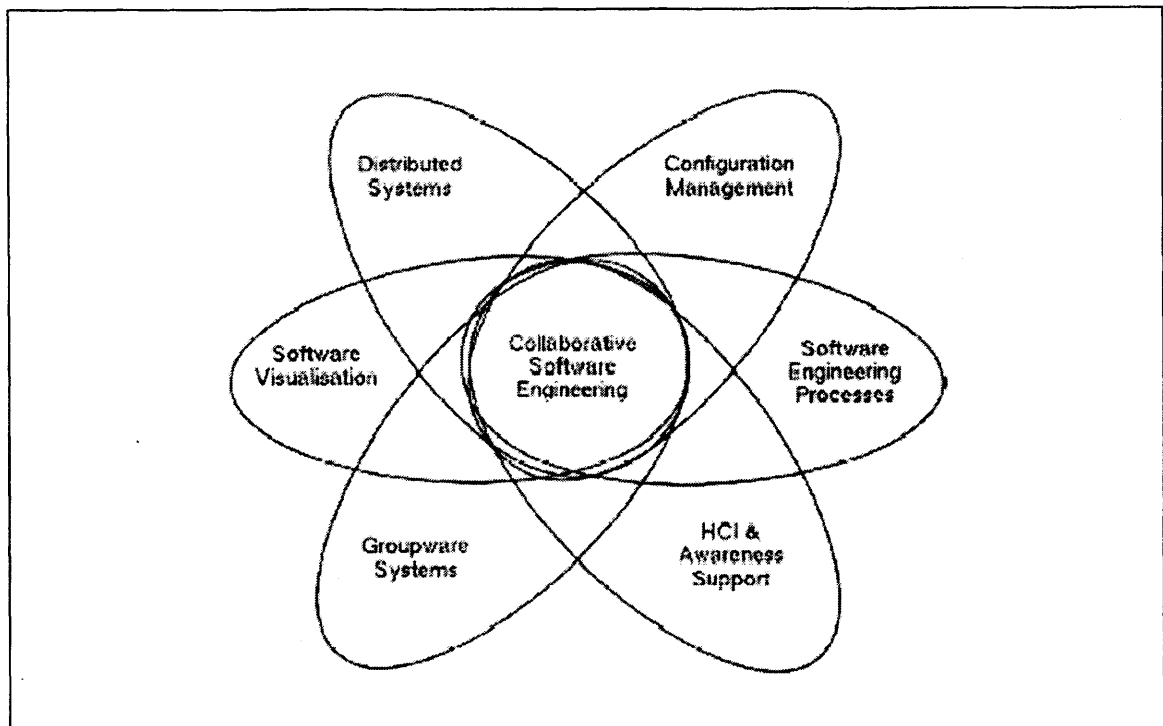 Distributed
Systems
Configuration
Management
Software
Visualisation
Collaborative
Software
Engineering
Software
Engineering
Processes
Groupware
Systems
HCI &
Awareness
Support